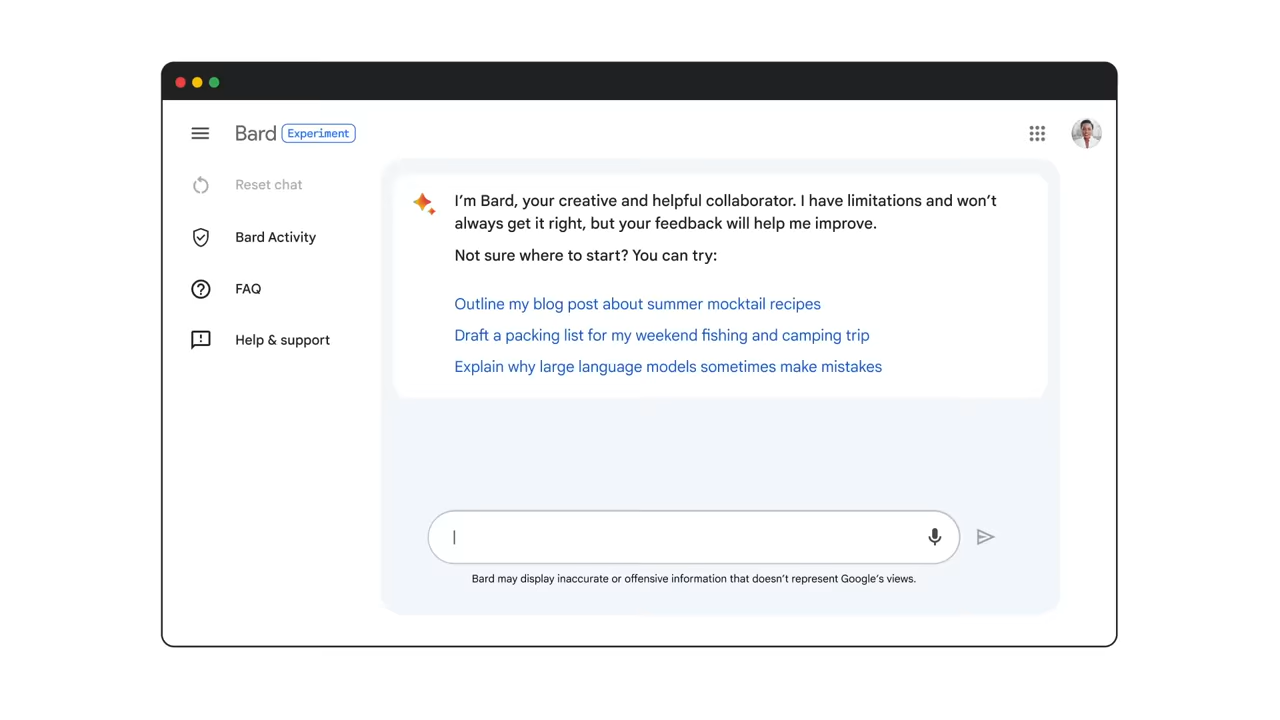 Bard Experiment
Reset chat
Bard Activity
FAQ
Help & support
I’m Bard, your creative and helpful collaborator. I have limitations and won’t
always get it right, but your feedback will help me improve.
Not sure where to start? You can try:
Outline my blog post about summer mocktail recipes
Draft a packing list for my weekend fishing and camping trip
Explain why large language models sometimes make mistakes
Bard may display inaccurate or offensive information that doesn’t represent Google’s views.